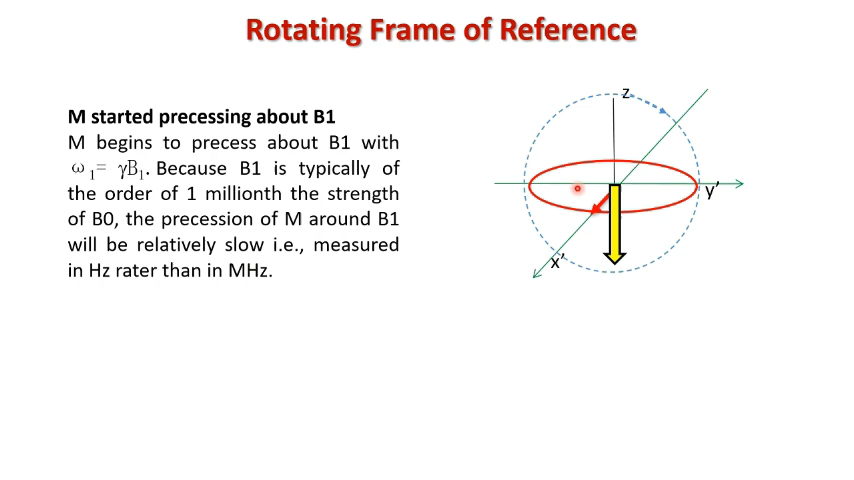 Rotating Frame of Reference
M started precessing about B1
M begins to precess about B1 with
ω1= γB1. Because B1 is typically of
the order of 1 millionth the strength
of B0, the precession of M around B1
will be relatively slow i.e., measured
in Hz rater than in MHz.
z
y’
x’